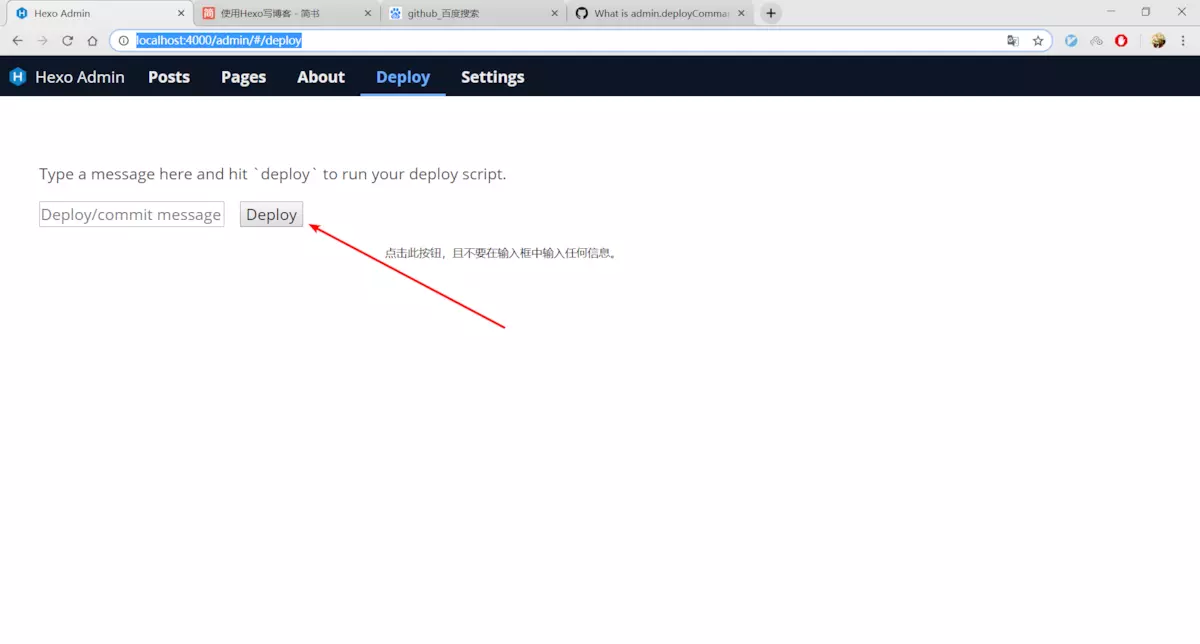 Hexo Admin
使用Hexo写博客 - 简书
github_百度搜索
What is admin.deployComma
localhost:4000/admin/#/deploy
Hexo Admin
Posts
Pages
About
Deploy
Settings
Type a message here and hit `deploy` to run your deploy script.
Deploy/commit message
Deploy
点击此按钮，且不要在输入框中输入任何信息。